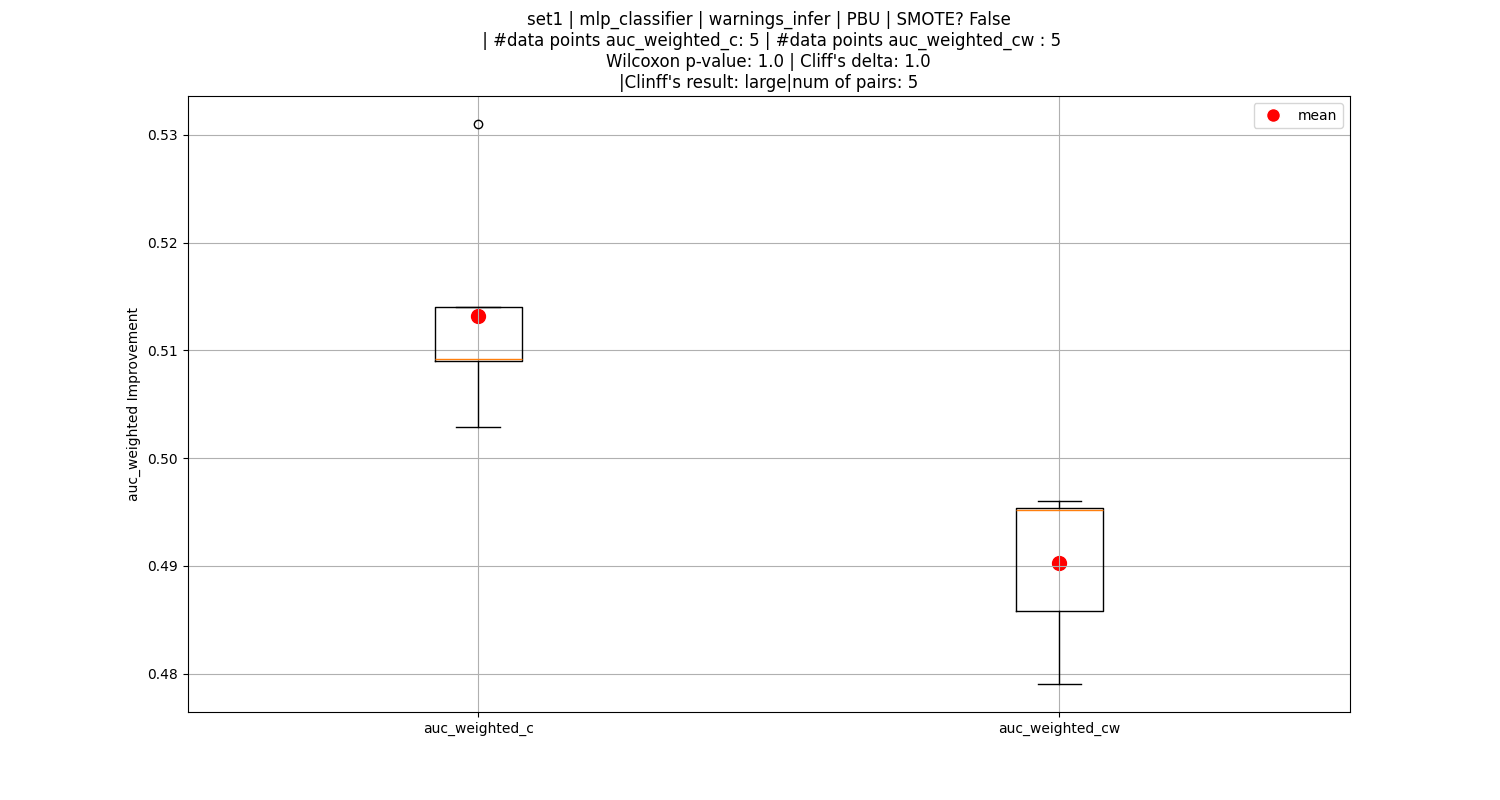 set1 | mlp_classifier | warnings_infer | PBU | SMOTE? False
| #data points auc_weighted_c: 5 | #data points auc_weighted_cw : 5
Wilcoxon p-value: 1.0 | Cliff's delta: 1.0
|Clinff's result: large|num of pairs: 5
mean
0.53
0.52
0.51
0.50
0.49
0.48
auc_weighted Improvement
auc_weighted_c
auc_weighted_cw